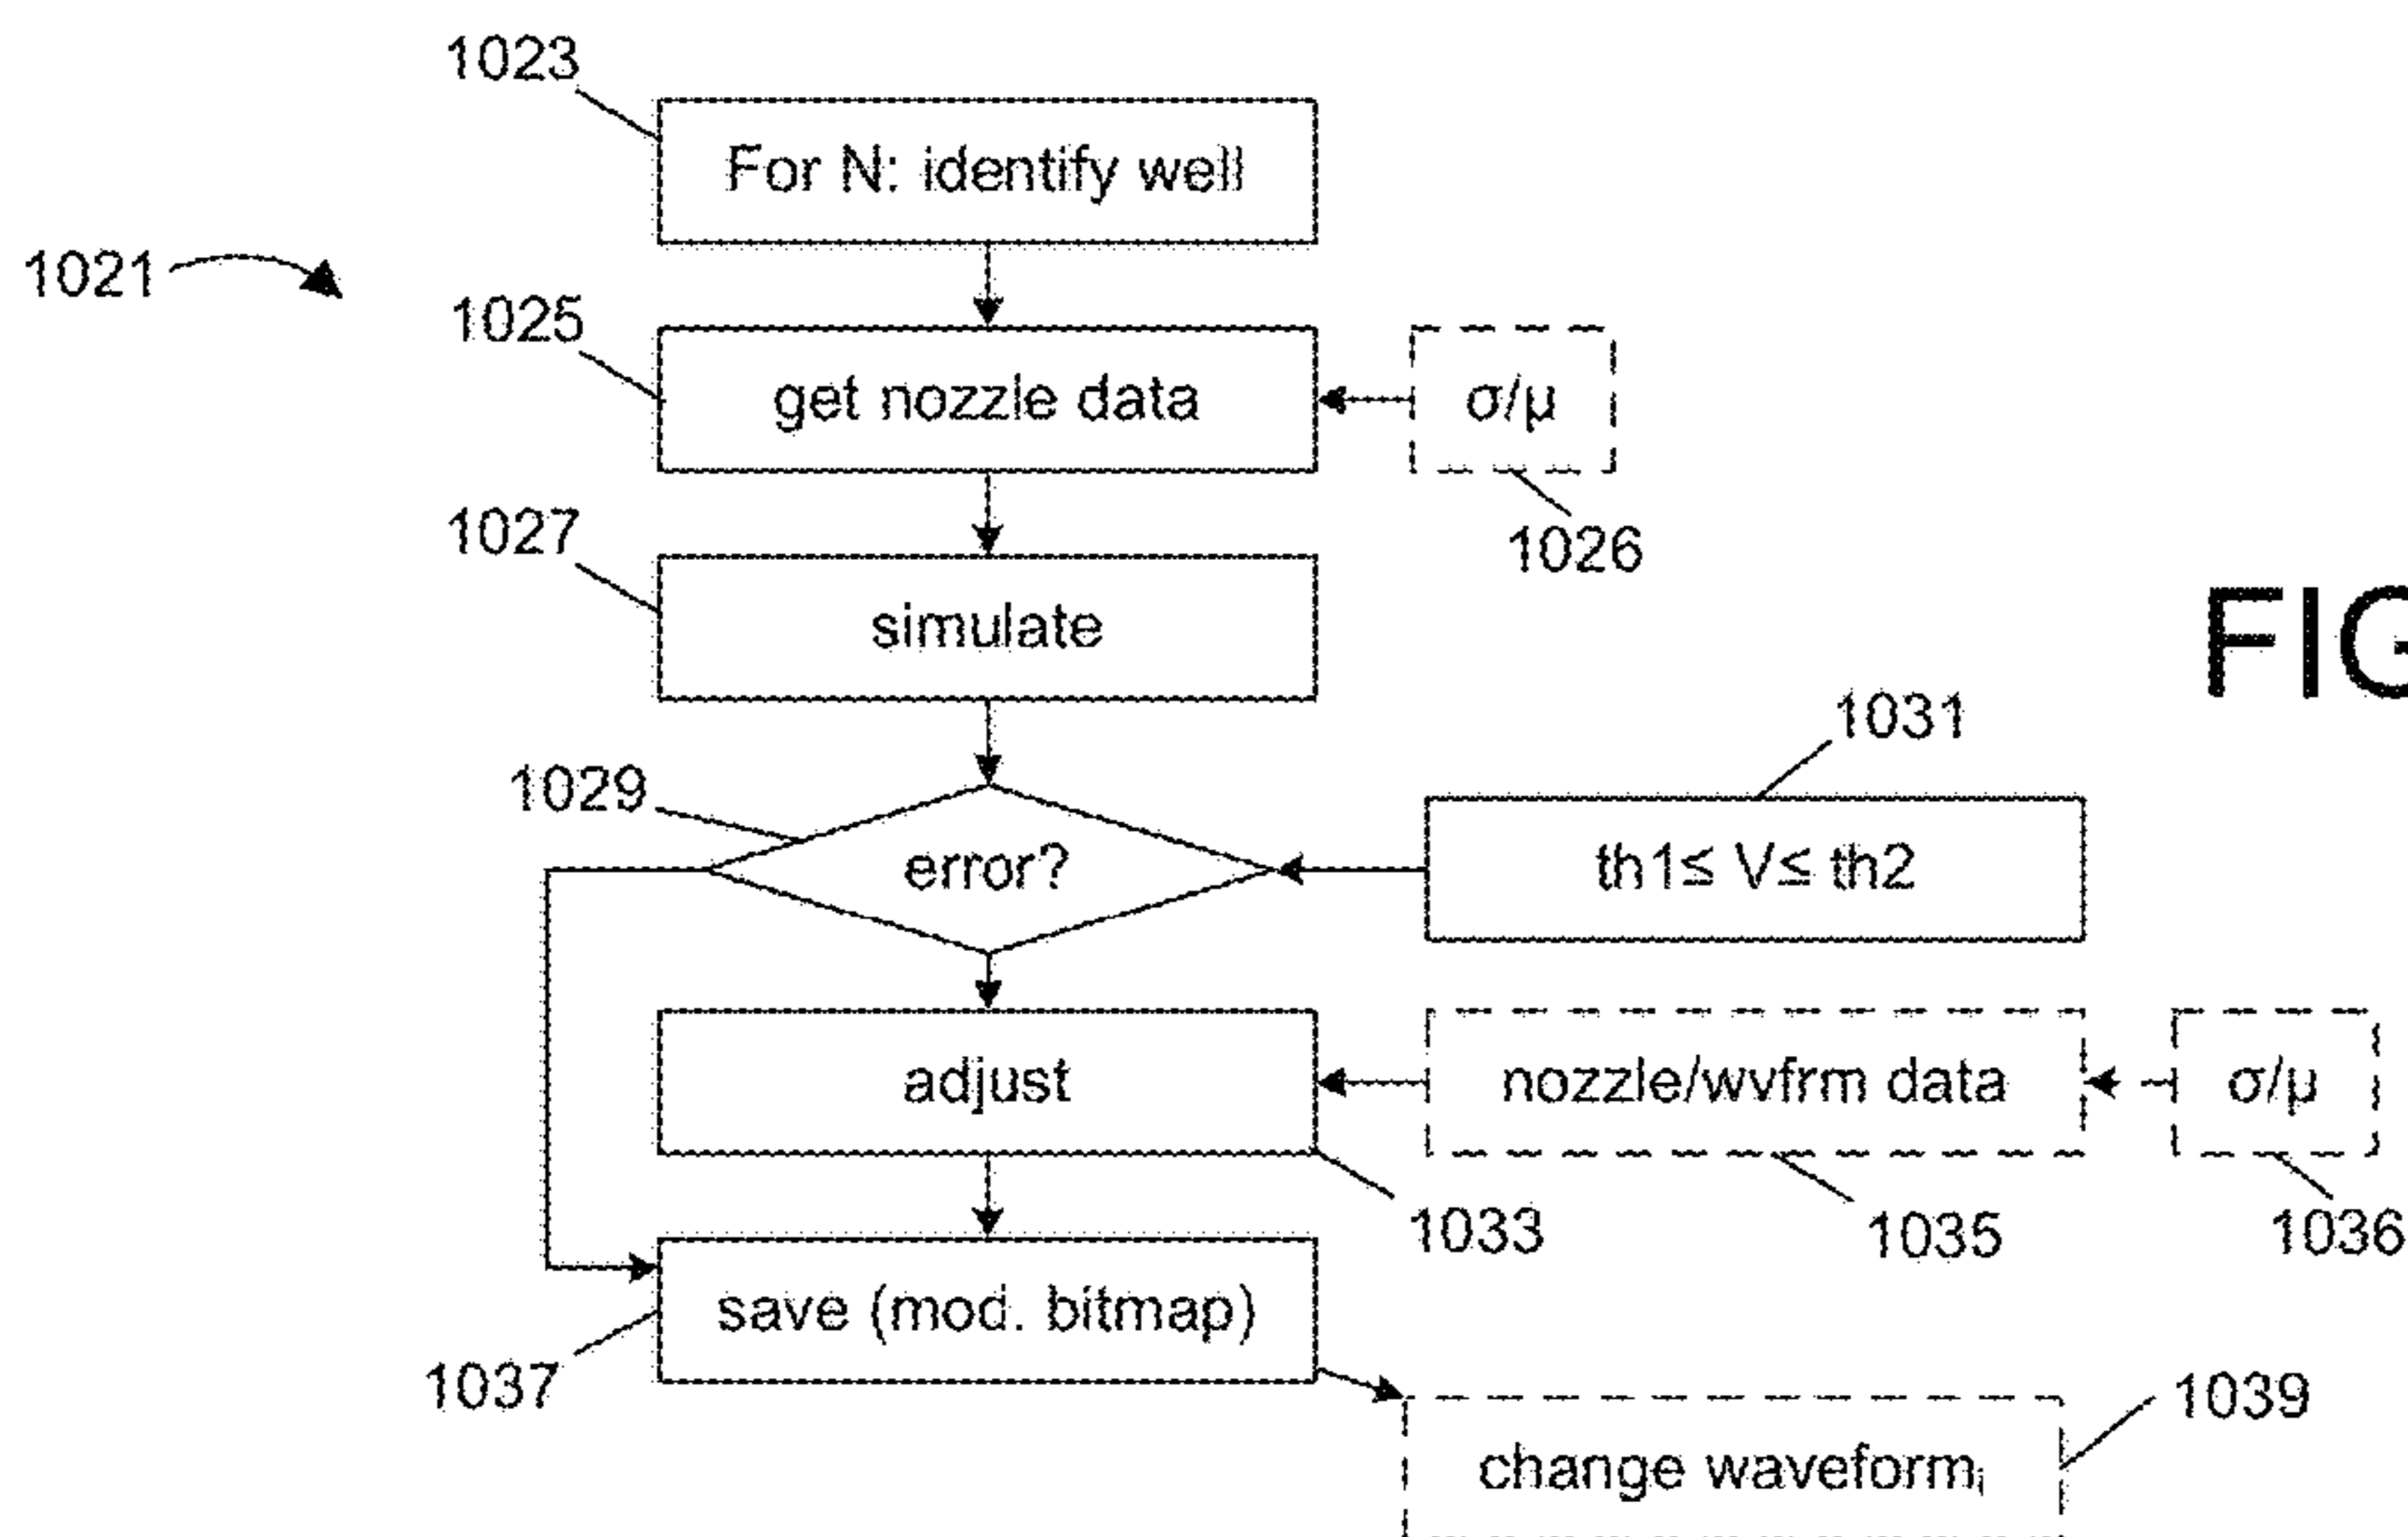 1023
For N: identify well
1021
1025
get nozzle data
σ/μ
1026
1027
simulate
FIG
1031
1029
error?
th1≤ V≤ th2
adjust
nozzle/wvfrm data
σ/μ
1033
1035
1036
save (mod. bitmap)
1037
1039
change waveformᵢ